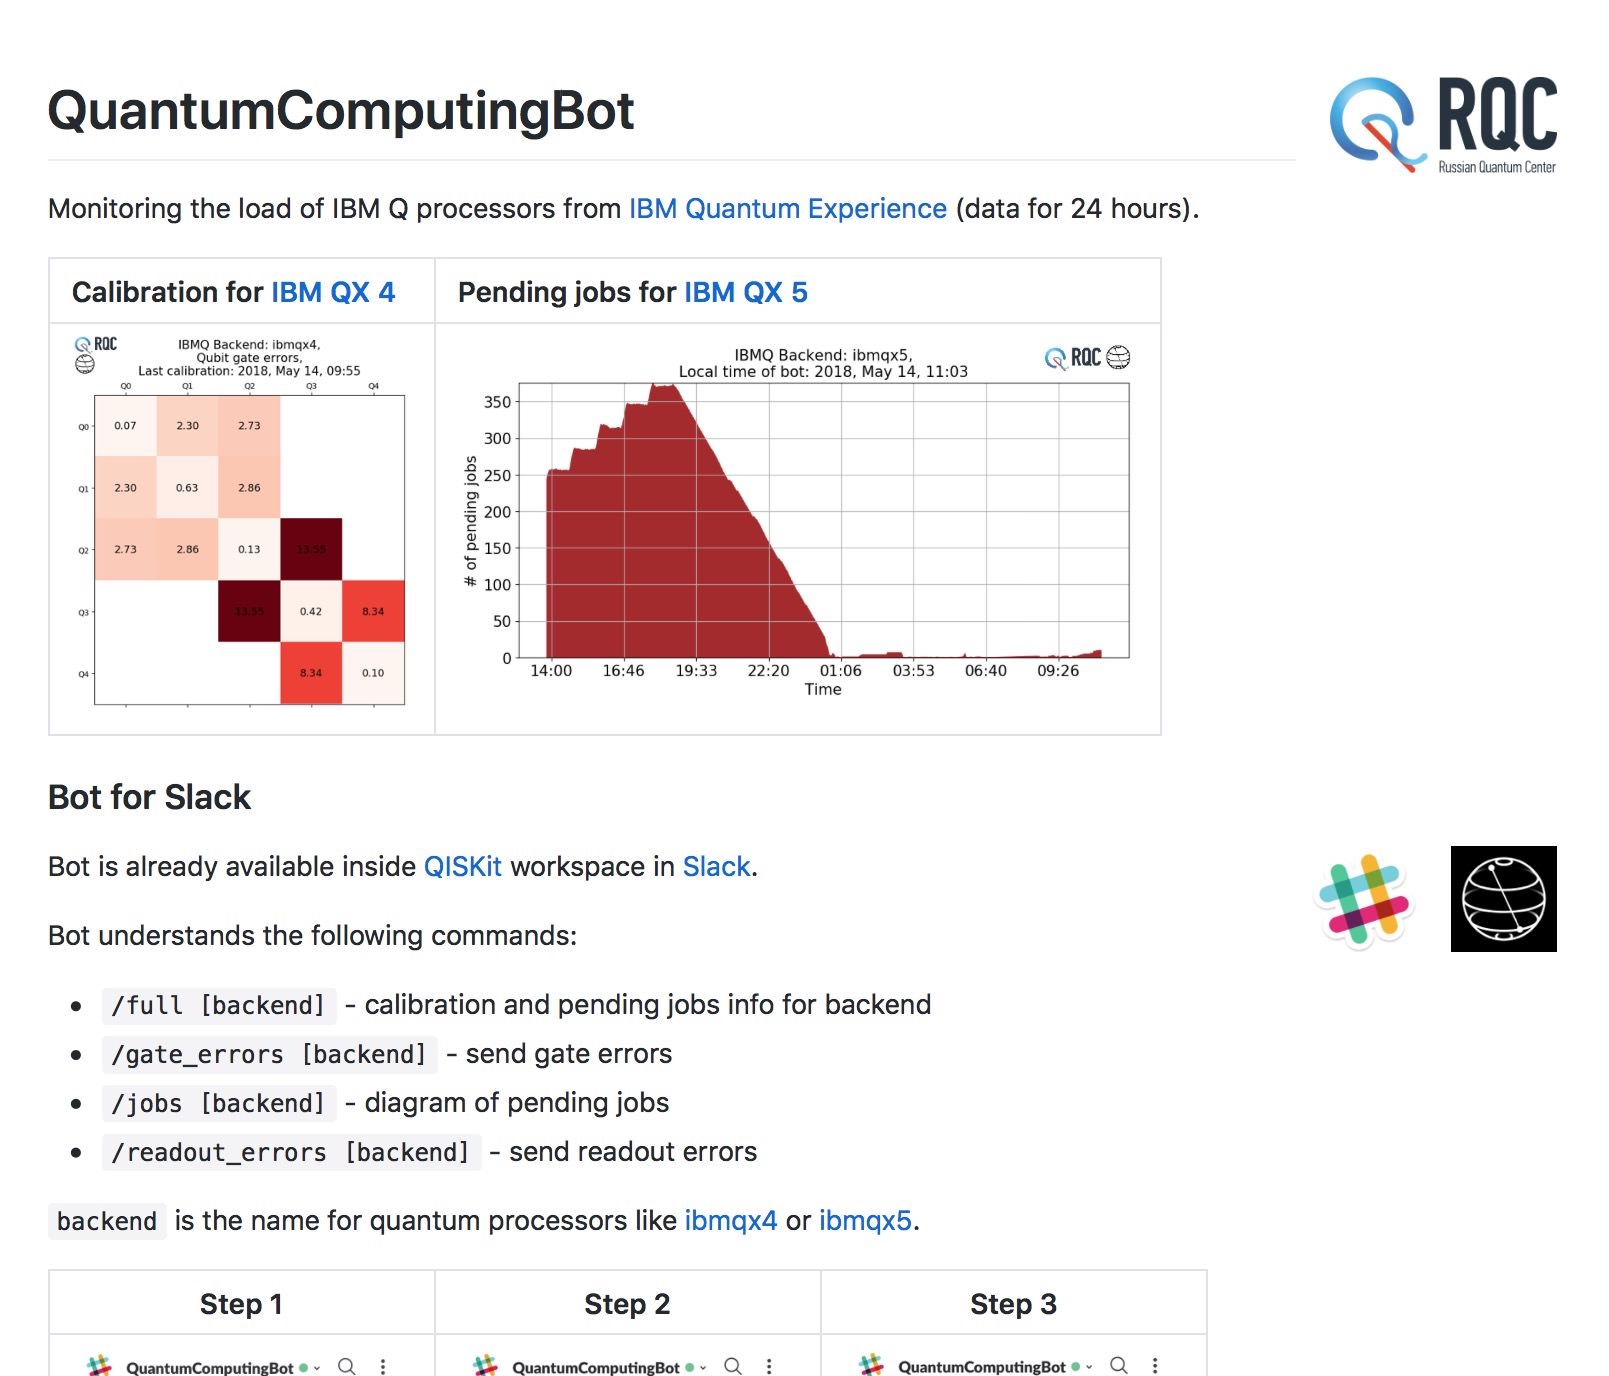 QuantumComputingBot
RQC
Russian Quantum Center
Monitoring the load of IBM Q processors from IBM Quantum Experience (data for 24 hours).
Calibration for IBM QX 4
Pending jobs for IBM QX 5
RQC
IBMQ Backend: ibmqx4,
Qubit gate errors,
Last calibration: 2018, May 14, 09:55
Q0 Q1 Q2 Q3 Q4
Q0 0.07 2.30 2.73
Q1 2.30 0.63 2.86
Q2 2.73 2.86 0.13 13.55
Q3 13.55 0.42 8.34
Q4 8.34 0.10
IBMQ Backend: ibmqx5,
Local time of bot: 2018, May 14, 11:03
RQC
# of pending jobs
350
300
250
200
150
100
50
0
14:00 16:46 19:33 22:20 01:06 03:53 06:40 09:26
Time
Bot for Slack
Bot is already available inside QISKit workspace in Slack.
Bot understands the following commands:
• /full [backend] - calibration and pending jobs info for backend
• /gate_errors [backend] - send gate errors
• /jobs [backend] - diagram of pending jobs
• /readout_errors [backend] - send readout errors
backend is the name for quantum processors like ibmqx4 or ibmqx5.
Step 1 Step 2 Step 3
QuantumComputingBot QuantumComputingBot QuantumComputingBot